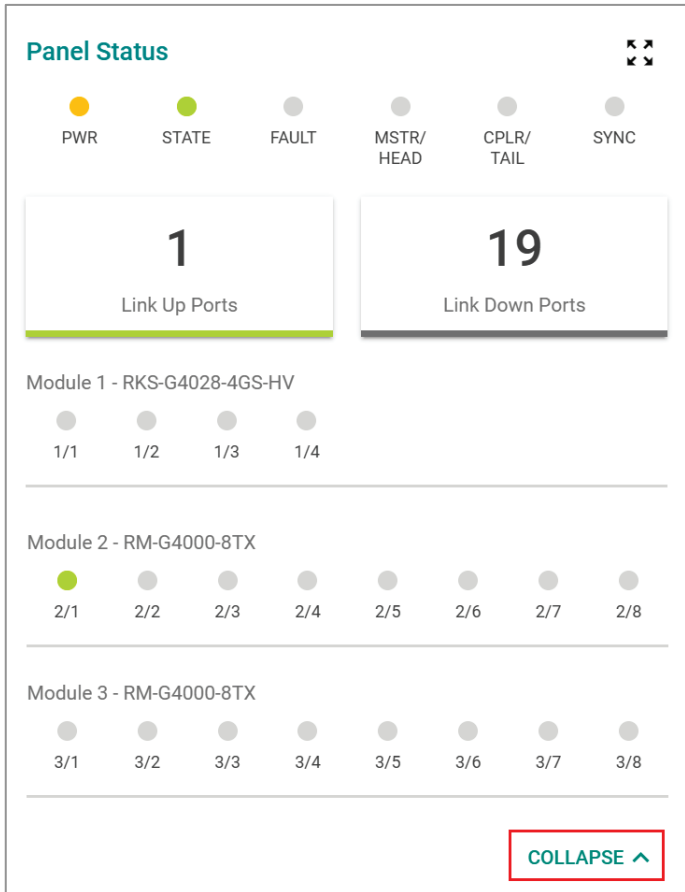 Panel Status
PWR STATE FAULT MSTR/ CPLR/ SYNC
HEAD TAIL
1 19
Link Up Ports Link Down Ports
Module 1 - RKS-G4028-4GS-HV
1/1 1/2 1/3 1/4
Module 2 - RM-G4000-8TX
2/1 2/2 2/3 2/4 2/5 2/6 2/7 2/8
Module 3 - RM-G4000-8TX
3/1 3/2 3/3 3/4 3/5 3/6 3/7 3/8
COLLAPSE